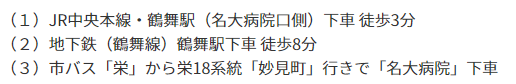 （１）JR中央本線・鶴舞駅（名大病院口側）下車 徒歩3分
（２）地下鉄（鶴舞線）鶴舞駅下車 徒歩8分
（３）市バス「栄」から栄18系統「妙見町」行きで「名大病院」下車